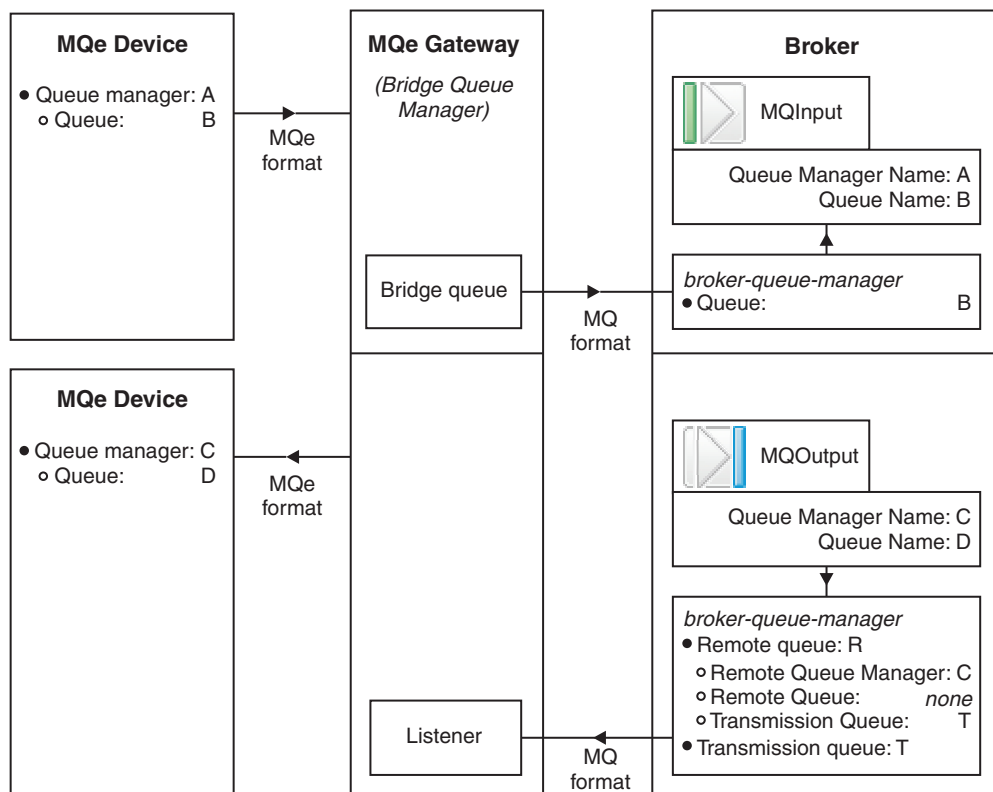 MQe Device
● Queue manager: A
○ Queue: B
MQe
format
MQe Gateway
(Bridge Queue
Manager)
Bridge queue
MQ
format
Broker
MQInput
Queue Manager Name: A
Queue Name: B
broker-queue-manager
● Queue: B
MQe Device
● Queue manager: C
○ Queue: D
MQe
format
Listener
MQ
format
MQOutput
Queue Manager Name: C
Queue Name: D
broker-queue-manager
● Remote queue: R
○ Remote Queue Manager: C
○ Remote Queue: none
○ Transmission Queue: T
● Transmission queue: T